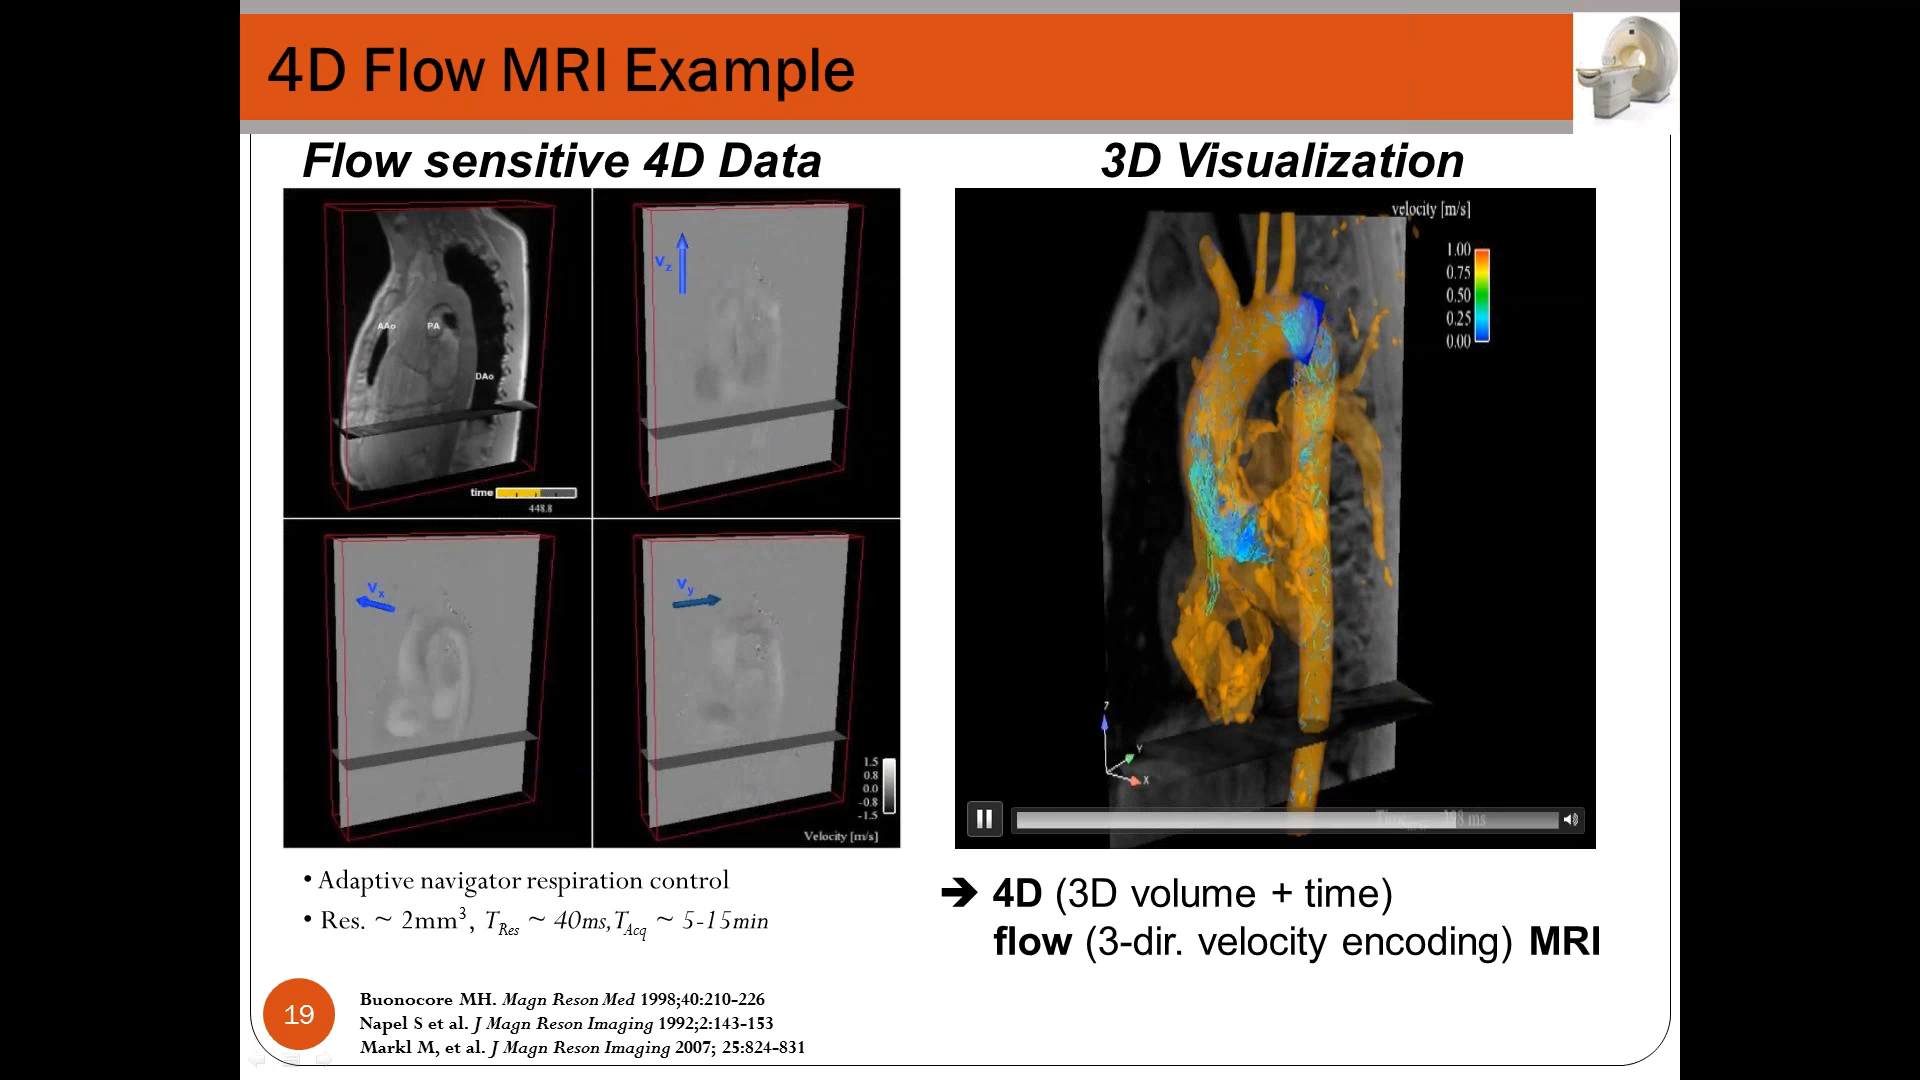 4D Flow MRI Example
Flow sensitive 4D Data
3D Visualization
AAo
PA
DAo
time
448.8
vz
vx
vy
1.5
0.8
0.0
-0.8
-1.5
Velocity [m/s]
velocity [m/s]
1.00
0.75
0.50
0.25
0.00
z
Y
X
ms
• Adaptive navigator respiration control
• Res. ~ 2mm³, TRes ~ 40ms, TAcq ~ 5-15min
➔ 4D (3D volume + time)
flow (3-dir. velocity encoding) MRI
19
Buonocore MH. Magn Reson Med 1998;40:210-226
Napel S et al. J Magn Reson Imaging 1992;2:143-153
Markl M, et al. J Magn Reson Imaging 2007; 25:824-831